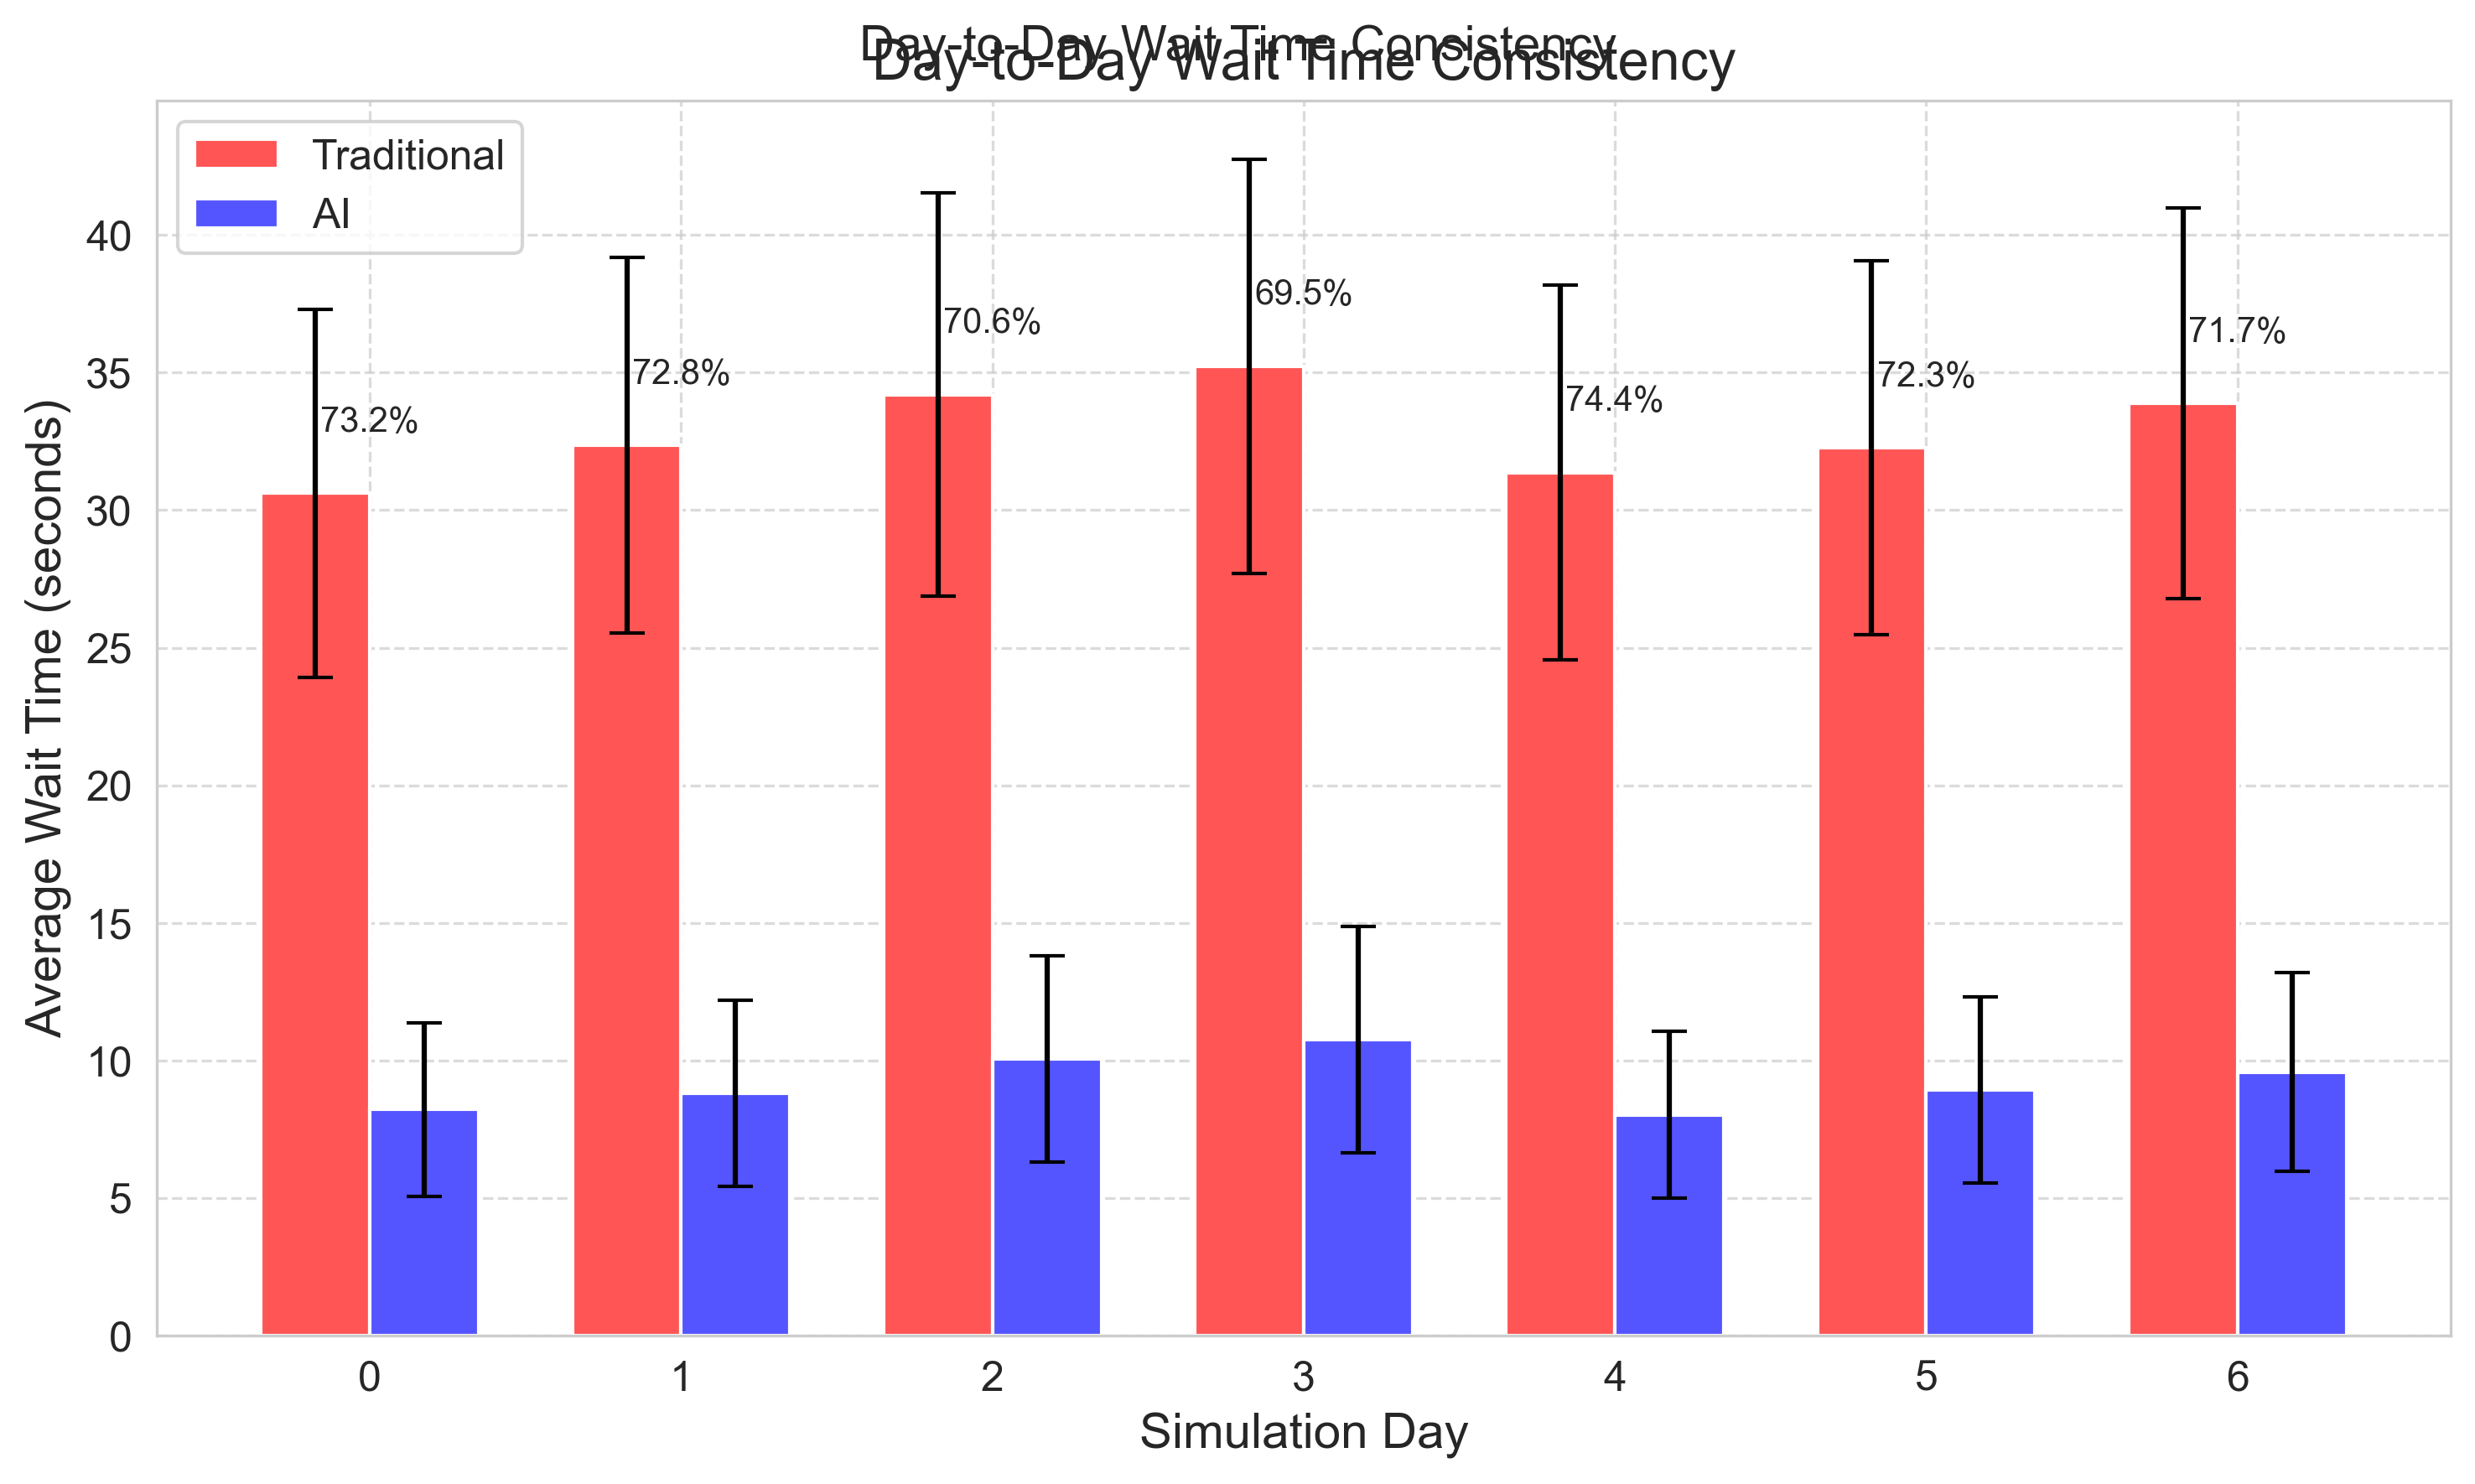 Day-to-Day Wait Time Consistency
Day-to-Day Wait Time Consistency
Traditional
AI
Average Wait Time (seconds)
40
35
30
25
20
15
10
5
0
73.2%
72.8%
70.6%
69.5%
74.4%
72.3%
71.7%
0 1 2 3 4 5 6
Simulation Day